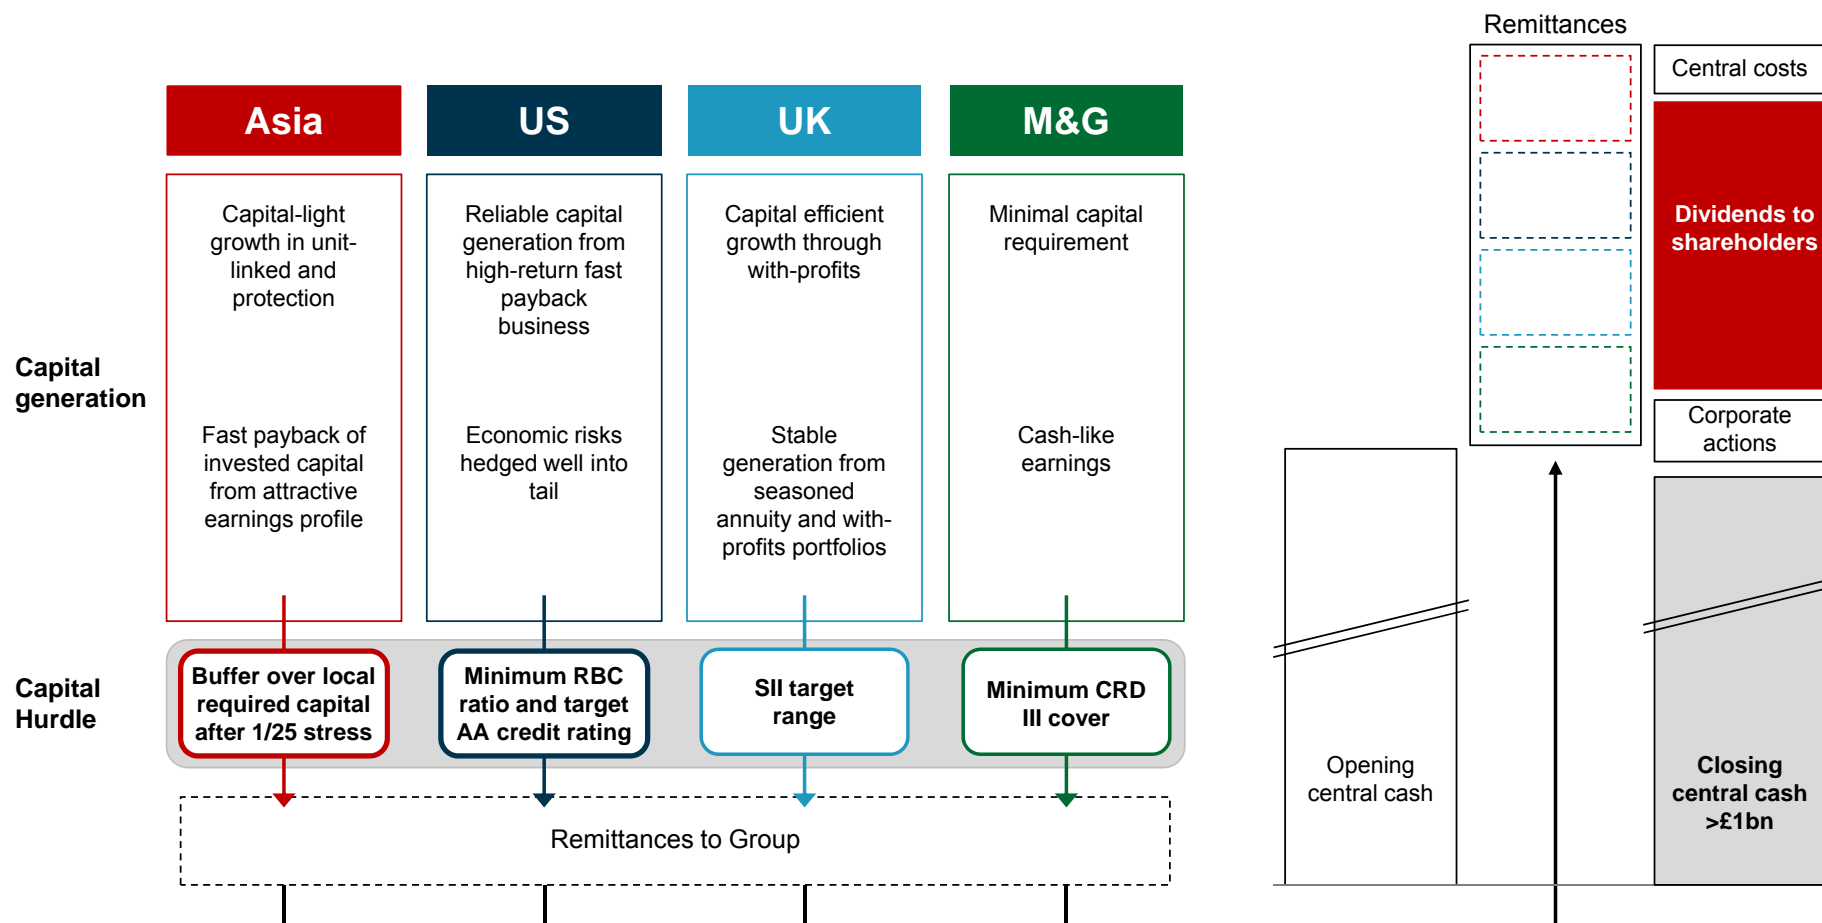 Remittances
Central costs
Asia
US
UK
M&G
Capital-light
growth in unit-
linked and
protection
Reliable capital
generation from
high-return fast
payback
business
Capital efficient
growth through
with-profits
Minimal capital
requirement
Dividends to
shareholders
Capital
generation
Fast payback of
invested capital
from attractive
earnings profile
Economic risks
hedged well into
tail
Stable
generation from
seasoned
annuity and with-
profits portfolios
Cash-like
earnings
Corporate
actions
Capital
Hurdle
Buffer over local
required capital
after 1/25 stress
Minimum RBC
ratio and target
AA credit rating
SII target
range
Minimum CRD
III cover
Opening
central cash
Closing
central cash
>£1bn
Remittances to Group